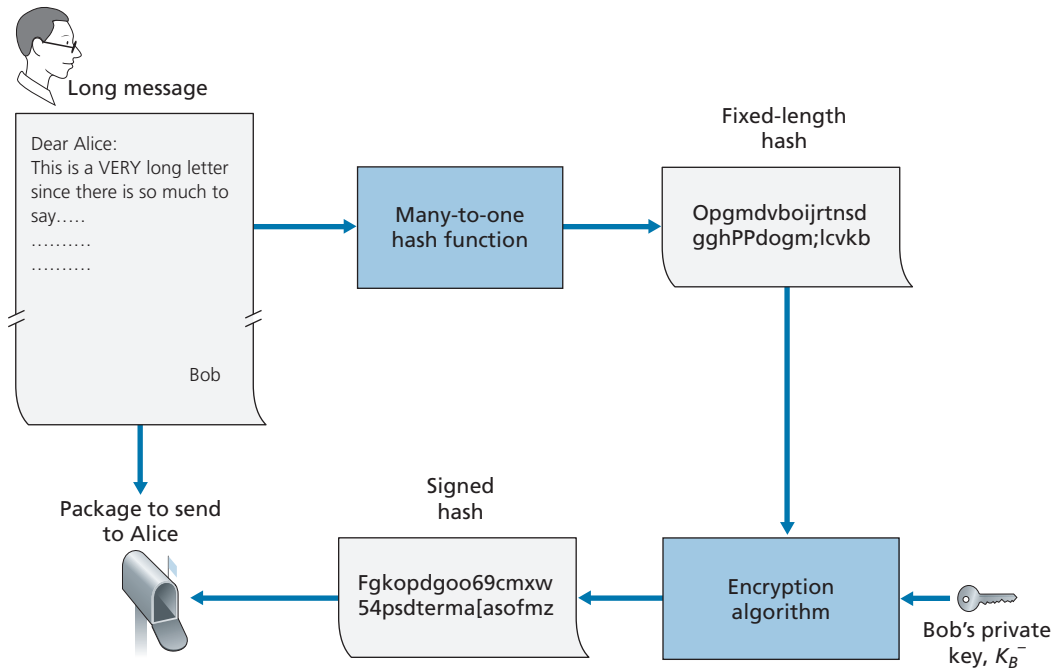 Long message
Dear Alice:
This is a VERY long letter
since there is so much to
say.....
..........
..........
Bob
Many-to-one
hash function
Fixed-length
hash
Opgmdvboijrtnsd
gghPPdogm;lcvkb
Package to send
to Alice
Signed
hash
Fgkopdgoo69cmxw
54psdterma[asofmz
Encryption
algorithm
Bob's private
key, K_B^−